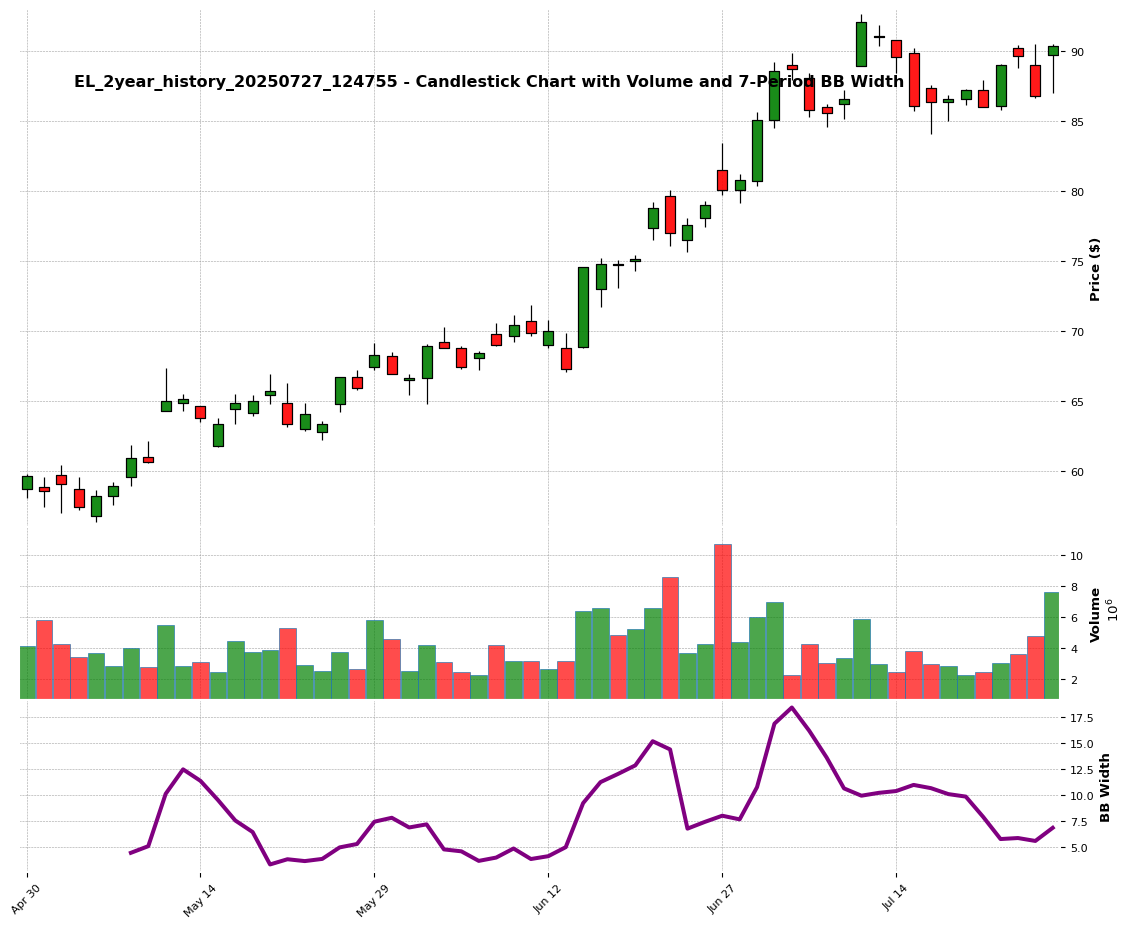 EL_2year_history_20250727_124755 - Candlestick Chart with Volume and 7-Period BB Width
90
85
80
75
70
65
60
Price ($)
10
8
6
4
2
Volume
10^6
17.5
15.0
12.5
10.0
7.5
5.0
BB Width
Apr 30
May 14
May 29
Jun 12
Jun 27
Jul 14